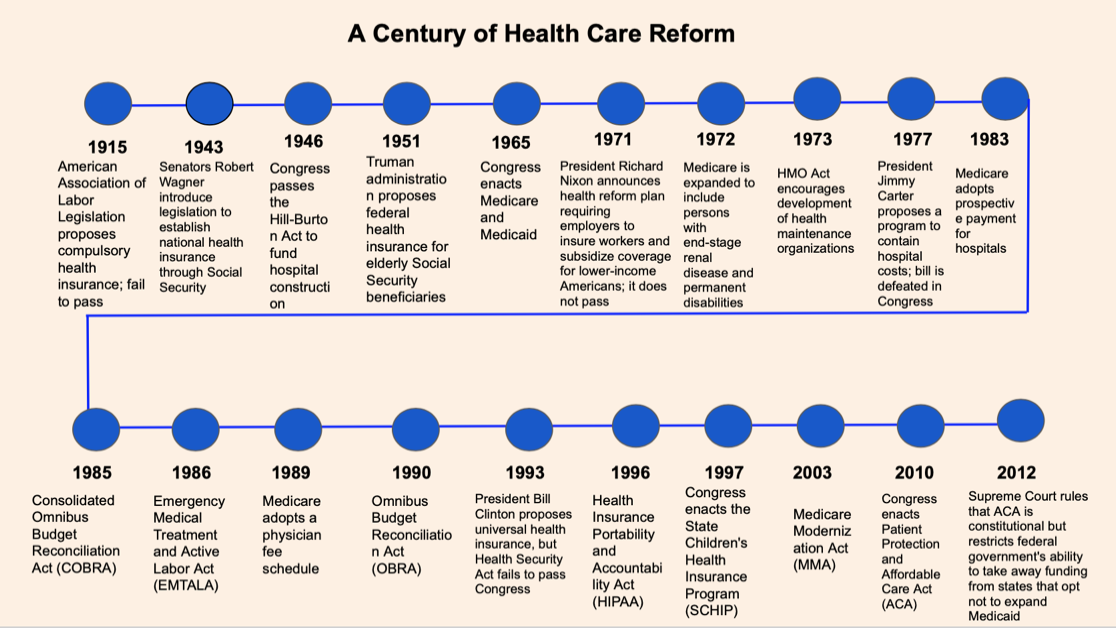 A Century of Health Care Reform
1915
American
Association of
Labor
Legislation
proposes
compulsory
health
insurance; fail
to pass
1943
Senators Robert
Wagner
introduce
legislation to
establish
national health
insurance
through Social
Security
1946
Congress
passes
the
Hill-Burto
n Act to
fund
hospital
constructi
on
1951
Truman
administratio
n proposes
federal
health
insurance for
elderly Social
Security
beneficiaries
1965
Congress
enacts
Medicare
and
Medicaid
1971
President Richard
Nixon announces
health reform plan
requiring
employers to
insure workers and
subsidize coverage
for lower-income
Americans; it does
not pass
1972
Medicare is
expanded to
include
persons
with
end-stage
renal
disease and
permanent
disabilities
1973
HMO Act
encourages
development
of health
maintenance
organizations
1977
President
Jimmy
Carter
proposes a
program to
contain
hospital
costs; bill is
defeated in
Congress
1983
Medicare
adopts
prospectiv
e payment
for
hospitals
1985
Consolidated
Omnibus
Budget
Reconciliation
Act (COBRA)
1986
Emergency
Medical
Treatment
and Active
Labor Act
(EMTALA)
1989
Medicare
adopts a
physician
fee
schedule
1990
Omnibus
Budget
Reconciliatio
n Act
(OBRA)
1993
President Bill
Clinton proposes
universal health
insurance, but
Health Security
Act fails to pass
Congress
1996
Health
Insurance
Portability
and
Accountabi
lity Act
(HIPAA)
1997
Congress
enacts the
State
Children's
Health
Insurance
Program
(SCHIP)
2003
Medicare
Moderniz
ation Act
(MMA)
2010
Congress
enacts
Patient
Protection
and
Affordable
Care Act
(ACA)
2012
Supreme Court rules
that ACA is
constitutional but
restricts federal
government's ability
to take away funding
from states that opt
not to expand
Medicaid